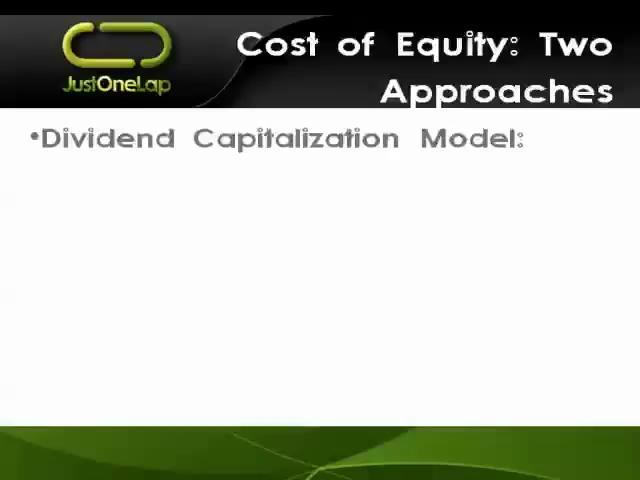 JustOneLap
Cost of Equity: Two
Approaches
•Dividend Capitalization Model: